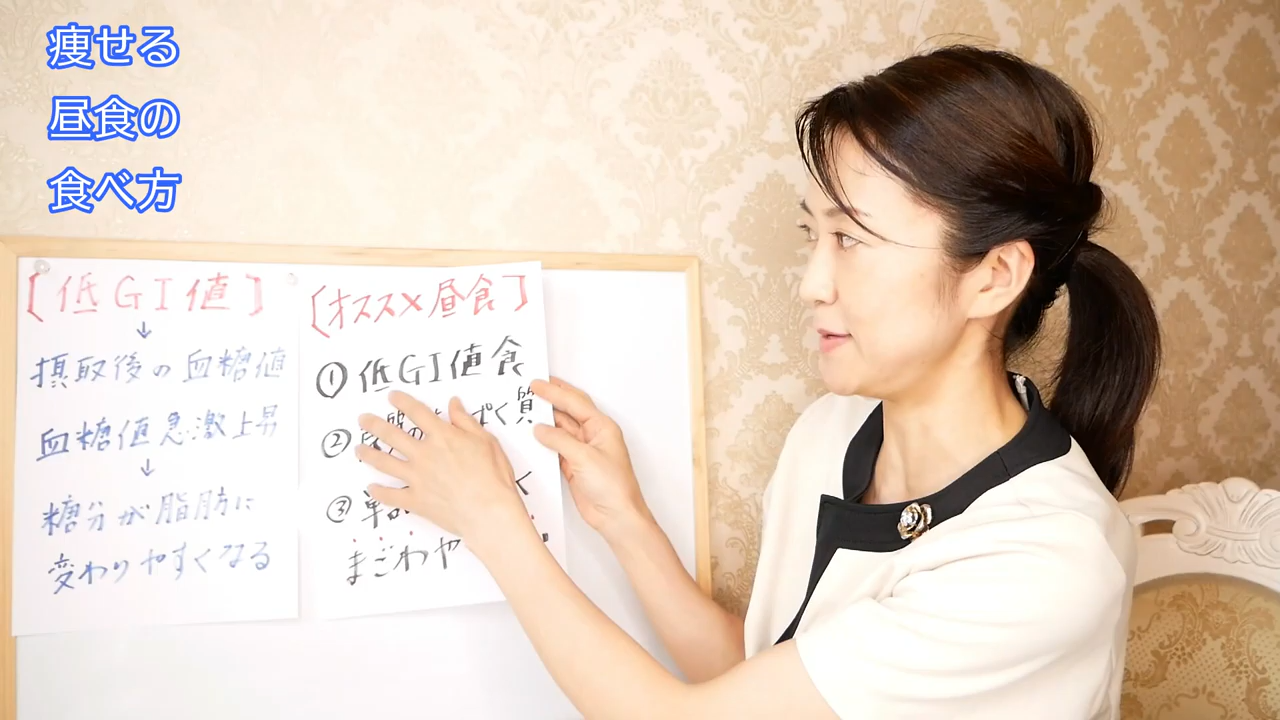 痩せる
昼食の
食べ方
[低GI値]
↓
摂取後の血糖値
血糖値急激上昇
↓
糖分が脂肪に
変わりやすくなる
[オススメ昼食]
①低GI値食
② ぱく質
③
まごわや